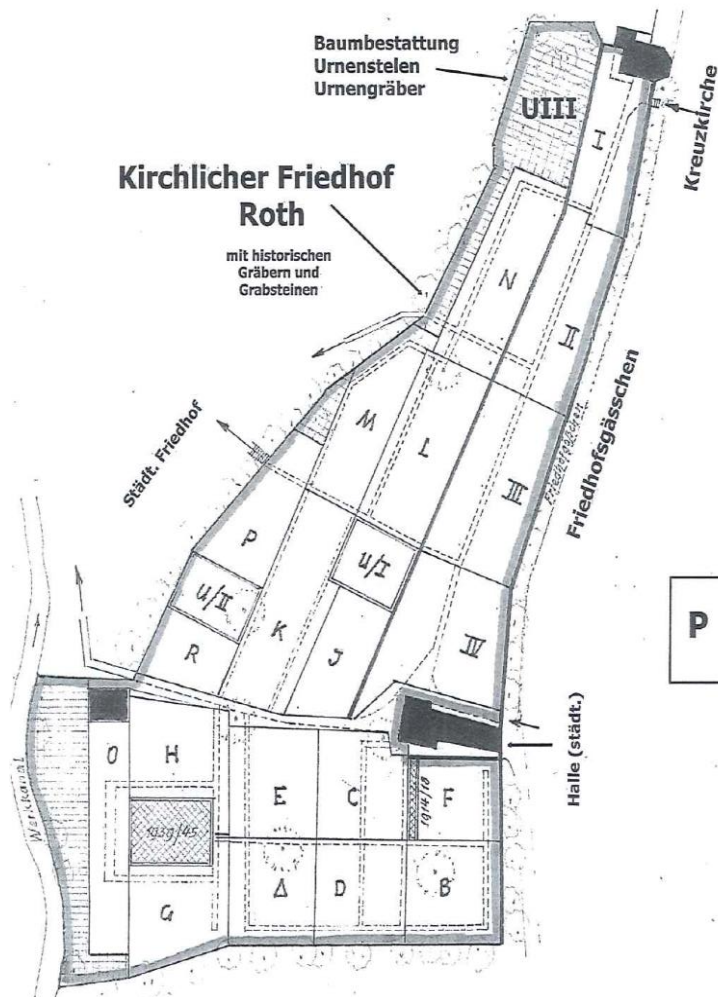 Baumbestattung
Urnenstelen
Urnengräber
UIII
Kreuzkirche
I
Kirchlicher Friedhof
Roth
mit historischen
Gräbern und
Grabsteinen
N
II
Friedhofsgässchen
Friedhofsgässchen
M
L
III
Städt. Friedhof
P
U/I
U/II
K
R
J
IV
P
Halle (städt.)
O
H
E
C
1914/18
F
Werkkanal
1939/45
G
A
D
B